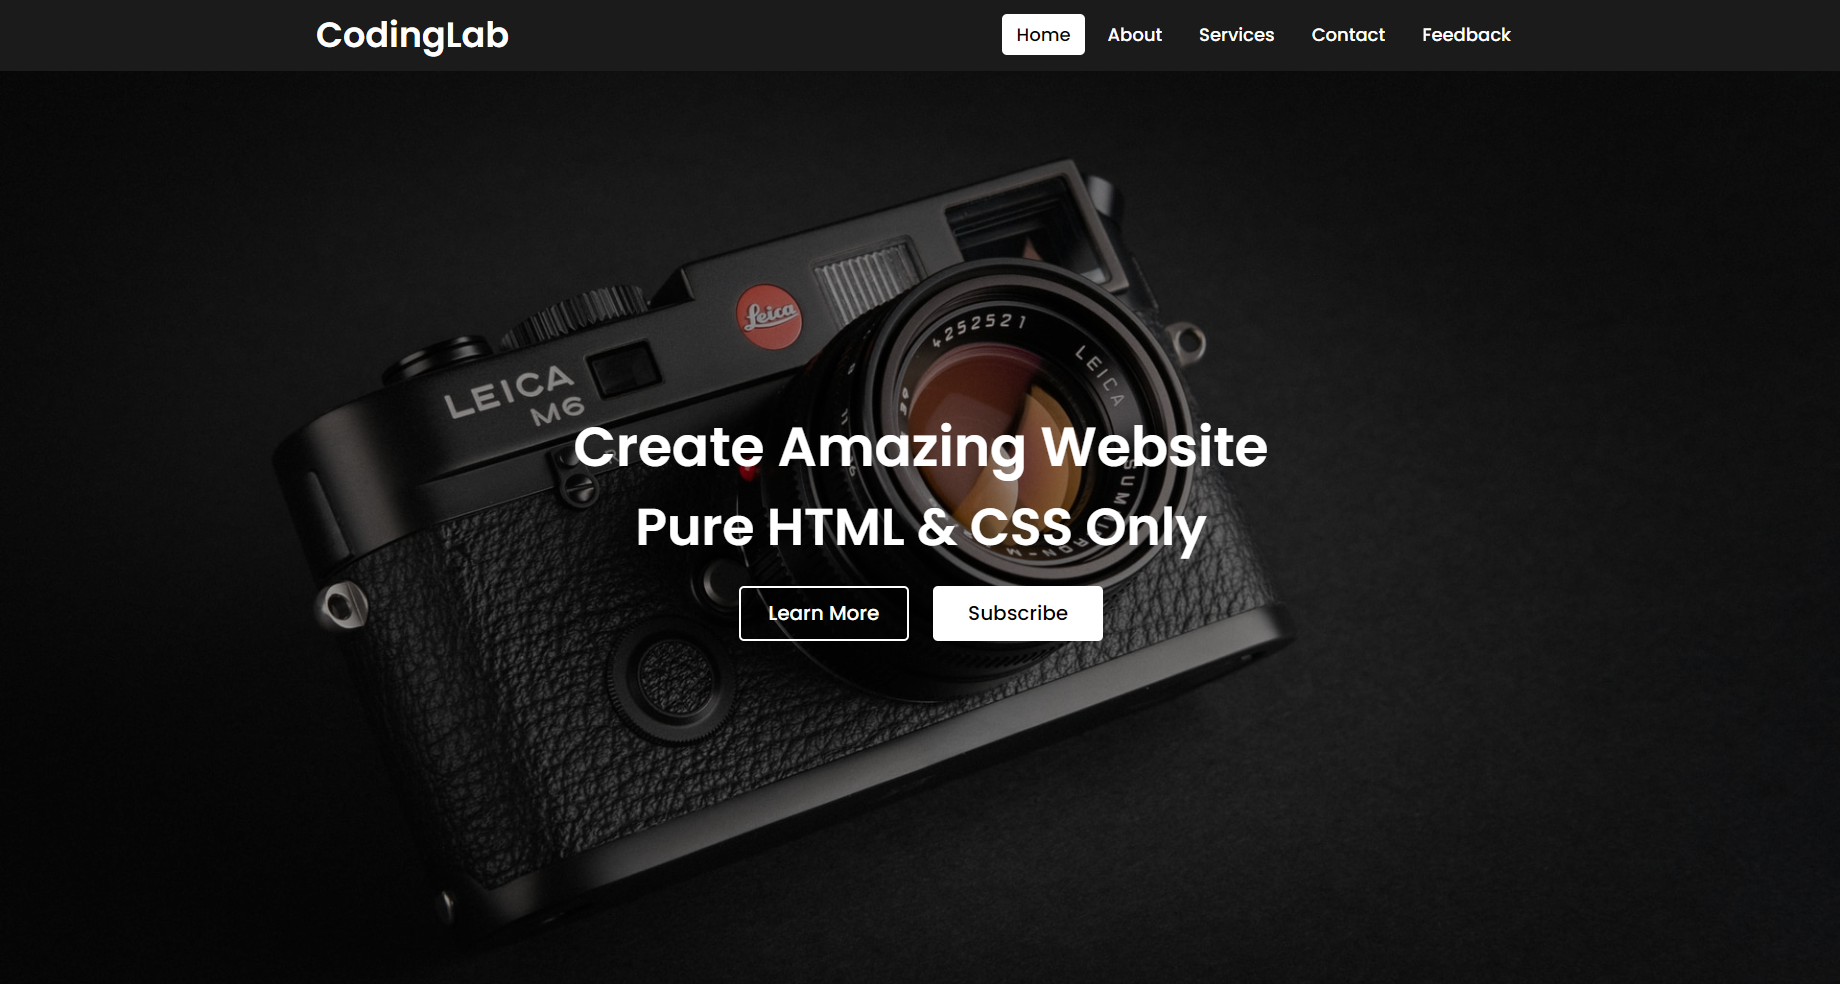 CodingLab
Home About Services Contact Feedback
Leica
4252521
LEICA
LEICA
M6
Create Amazing Website
Pure HTML & CSS Only
Learn More Subscribe